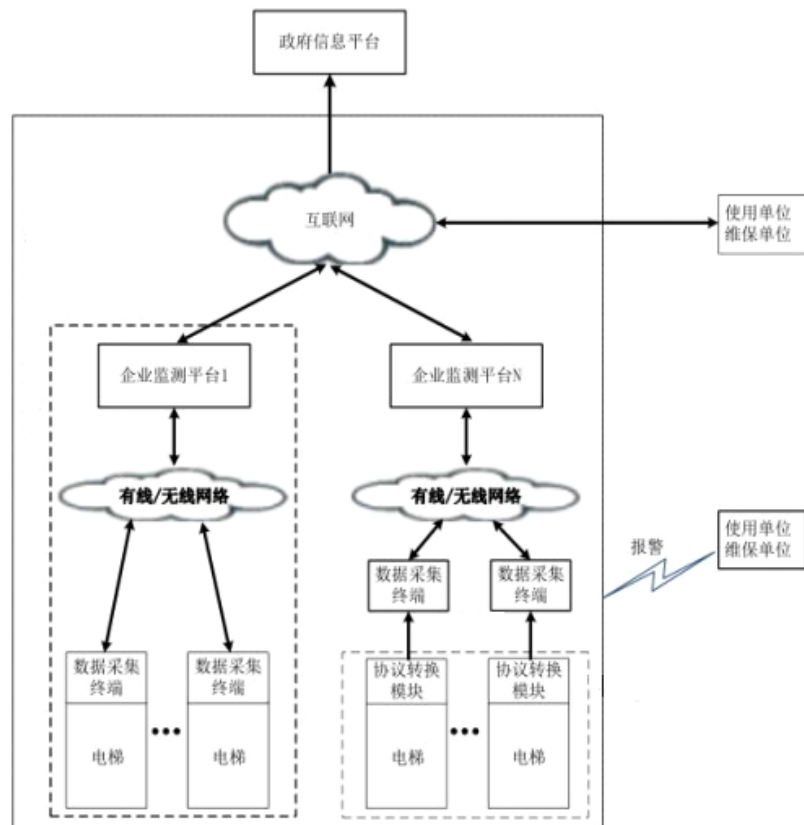 政府信息平台
互联网
使用单位
维保单位
企业监测平台1
企业监测平台N
有线/无线网络
有线/无线网络
数据采集
终端
数据采集
终端
报警
使用单位
维保单位
数据采集
终端
数据采集
终端
协议转换
模块
协议转换
模块
电梯
电梯
电梯
电梯